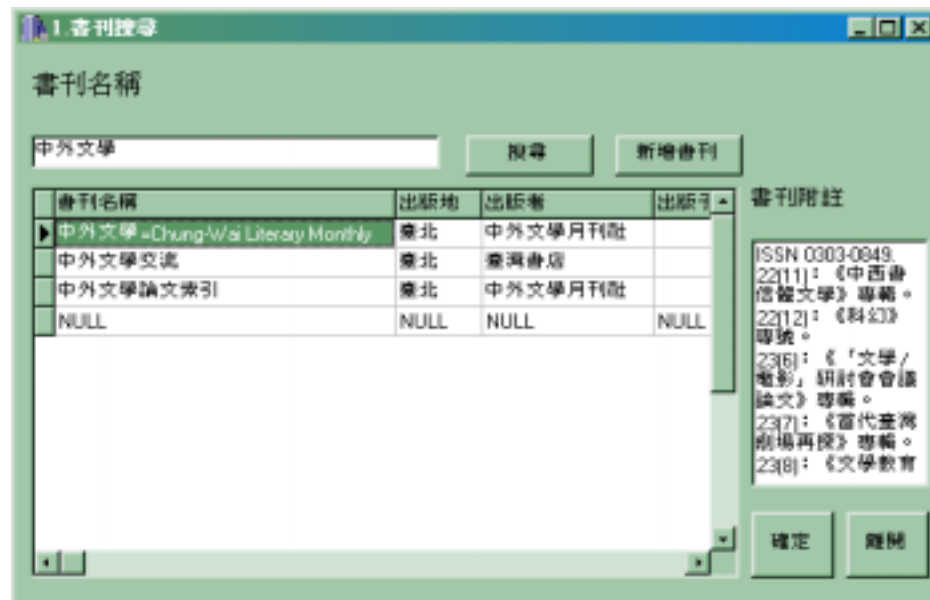 1.書刊搜尋
書刊名稱
中外文學
搜尋 新增書刊
書刊名稱 出版地 出版者 出版
中外文學 =Chung-Wai Literary Monthly 臺北 中外文學月刊社
中外文學交流 臺北 臺灣書店
中外文學論文索引 臺北 中外文學月刊社
NULL NULL NULL NULL
書刊附註
ISSN 0303-0849.
22(11)：《中西書
信體文學》專輯。
22(12)：《科幻》
專號。
23(6)：《「文學/
電影」研討會會議
論文》專輯。
23(7)：《當代臺灣
劇場再探》專輯。
23(8)：《文學教育
確定 離開